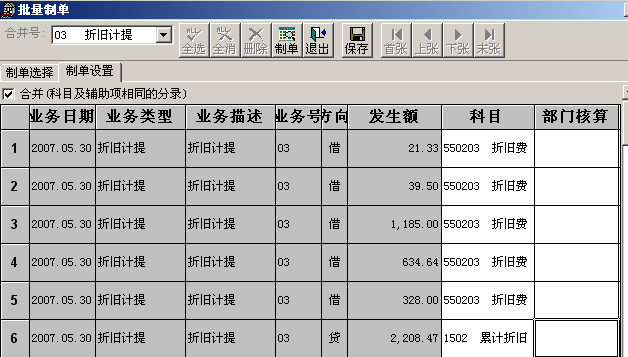 批量制单
合并号: 03 折旧计提
全选 全消 删除 制单 退出 保存 首张 上张 下张 末张
制单选择 制单设置
合并(科目及辅助项相同的分录)
业务日期 业务类型 业务描述 业务号 方向 发生额 科目 部门核算
1 2007.05.30 折旧计提 折旧计提 03 借 21.33 550203 折旧费
2 2007.05.30 折旧计提 折旧计提 03 借 39.50 550203 折旧费
3 2007.05.30 折旧计提 折旧计提 03 借 1,185.00 550203 折旧费
4 2007.05.30 折旧计提 折旧计提 03 借 634.64 550203 折旧费
5 2007.05.30 折旧计提 折旧计提 03 借 328.00 550203 折旧费
6 2007.05.30 折旧计提 折旧计提 03 贷 2,208.47 1502 累计折旧